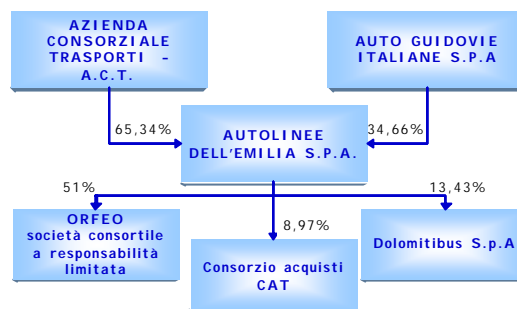 AZIENDA
CONSORZIALE
TRASPORTI -
A.C.T.
AUTO GUIDOVIE
ITALIANE S.P.A
65,34%
34,66%
AUTOLINEE
DELL'EMILIA S.P.A.
51%
13,43%
8,97%
ORFEO
società consortile
a responsabilità
limitata
Consorzio acquisti
CAT
Dolomitibus S.p.A